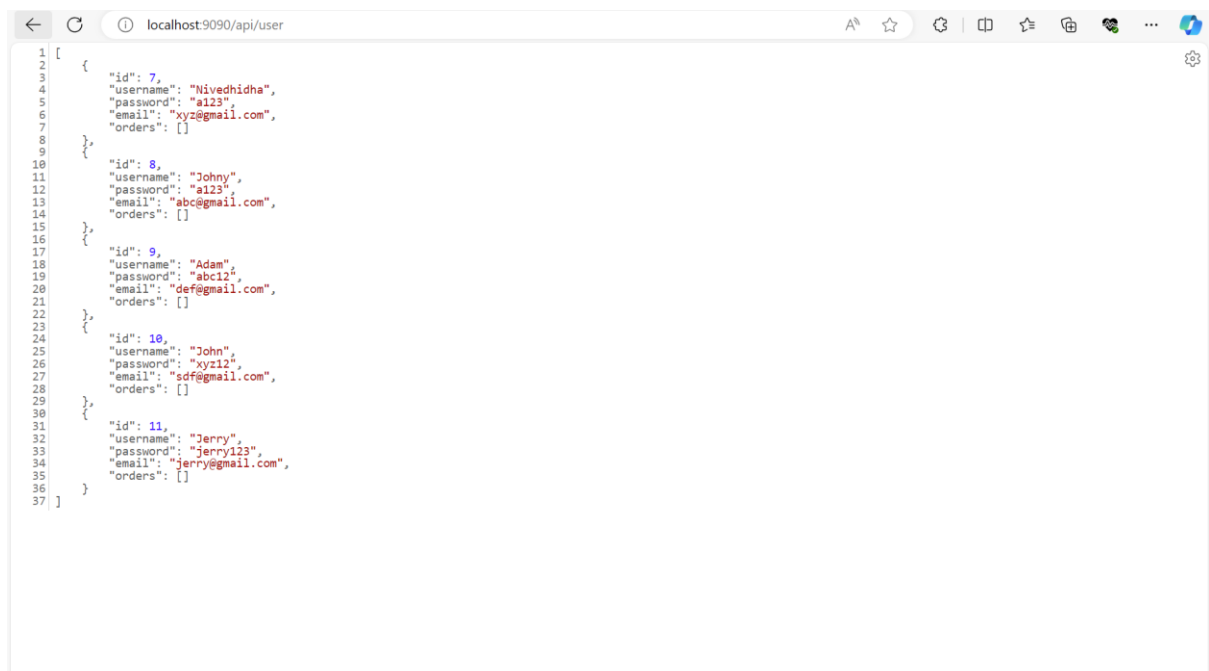 localhost:9090/api/user
1 [
2 {
3 "id": 7,
4 "username": "Nivedhidha",
5 "password": "a123",
6 "email": "xyz@gmail.com",
7 "orders": []
8 },
9 {
10 "id": 8,
11 "username": "Johny",
12 "password": "a123",
13 "email": "abc@gmail.com",
14 "orders": []
15 },
16 {
17 "id": 9,
18 "username": "Adam",
19 "password": "abc12",
20 "email": "def@gmail.com",
21 "orders": []
22 },
23 {
24 "id": 10,
25 "username": "John",
26 "password": "xyz12",
27 "email": "sdf@gmail.com",
28 "orders": []
29 },
30 {
31 "id": 11,
32 "username": "Jerry",
33 "password": "jerry123",
34 "email": "jerry@gmail.com",
35 "orders": []
36 }
37 ]